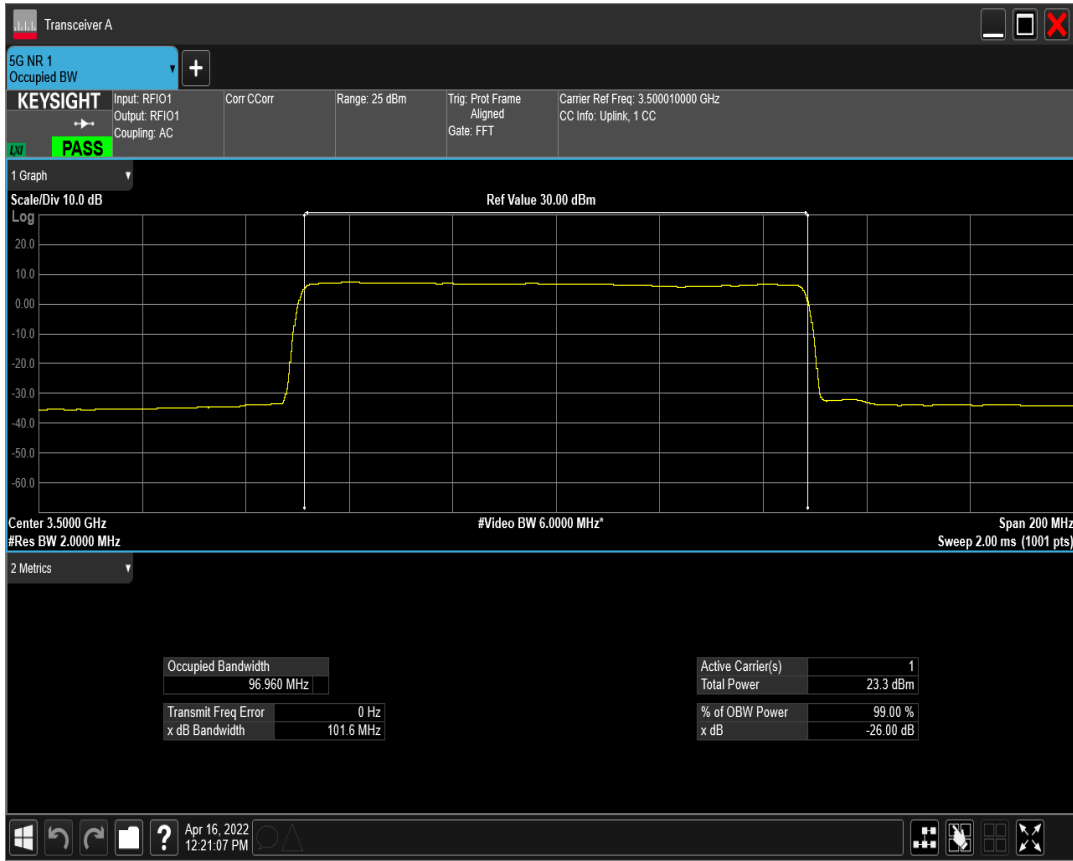 Transceiver A
5G NR 1
Occupied BW
KEYSIGHT
LXI
PASS
Input: RFIO1
Output: RFIO1
Coupling: AC
Corr CCorr
Range: 25 dBm
Trig: Prot Frame
Aligned
Gate: FFT
Carrier Ref Freq: 3.500010000 GHz
CC Info: Uplink, 1 CC
1 Graph
Scale/Div 10.0 dB
Ref Value 30.00 dBm
Log
20.0
10.0
0.00
-10.0
-20.0
-30.0
-40.0
-50.0
-60.0
Center 3.5000 GHz
#Video BW 6.0000 MHz*
Span 200 MHz
#Res BW 2.0000 MHz
Sweep 2.00 ms (1001 pts)
2 Metrics
Occupied Bandwidth
96.960 MHz
Transmit Freq Error 0 Hz
x dB Bandwidth 101.6 MHz
Active Carrier(s) 1
Total Power 23.3 dBm
% of OBW Power 99.00 %
x dB -26.00 dB
?
Apr 16, 2022
12:21:07 PM